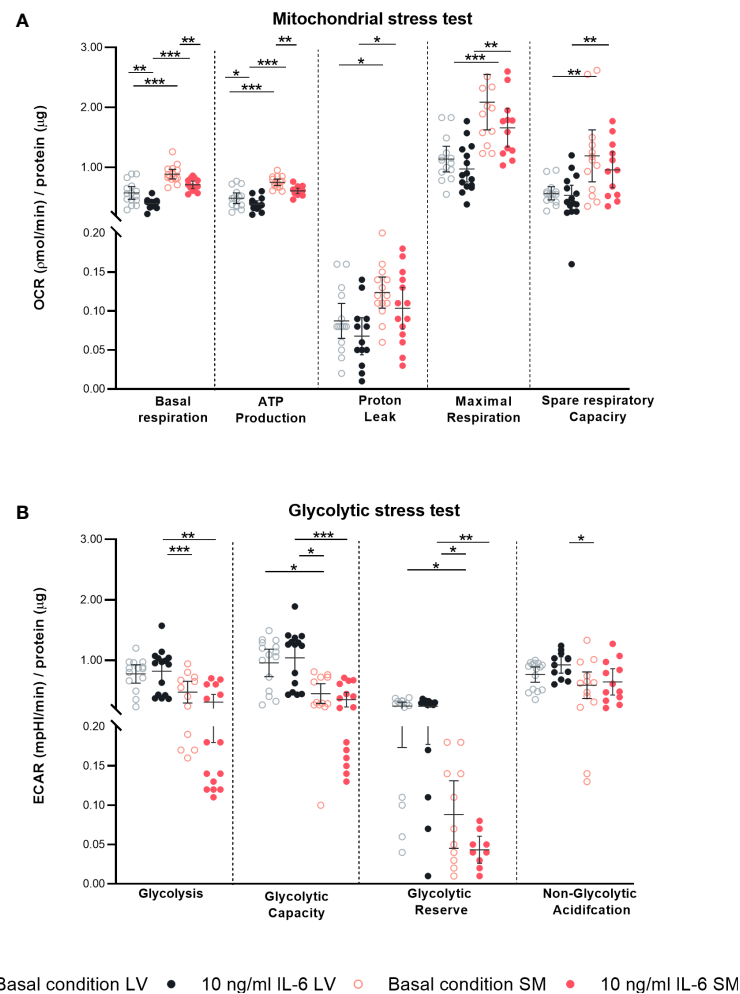 A
Mitochondrial stress test
OCR (ρmol/min) / protein (µg)
3.00
2.00
1.00
0.20
0.15
0.10
0.05
0.00
** *** ** ***
* *** ** ***
* *
** ***
** **
Basal respiration
ATP Production
Proton Leak
Maximal Respiration
Spare respiratory Capaciry
B
Glycolytic stress test
ECAR (mpHl/min) / protein (µg)
3.00
2.00
1.00
0.20
0.15
0.10
0.05
0.00
** ***
*** * *
** * *
*
Glycolysis
Glycolytic Capacity
Glycolytic Reserve
Non-Glycolytic Acidifcation
Basal condition LV 10 ng/ml IL-6 LV Basal condition SM 10 ng/ml IL-6 SM